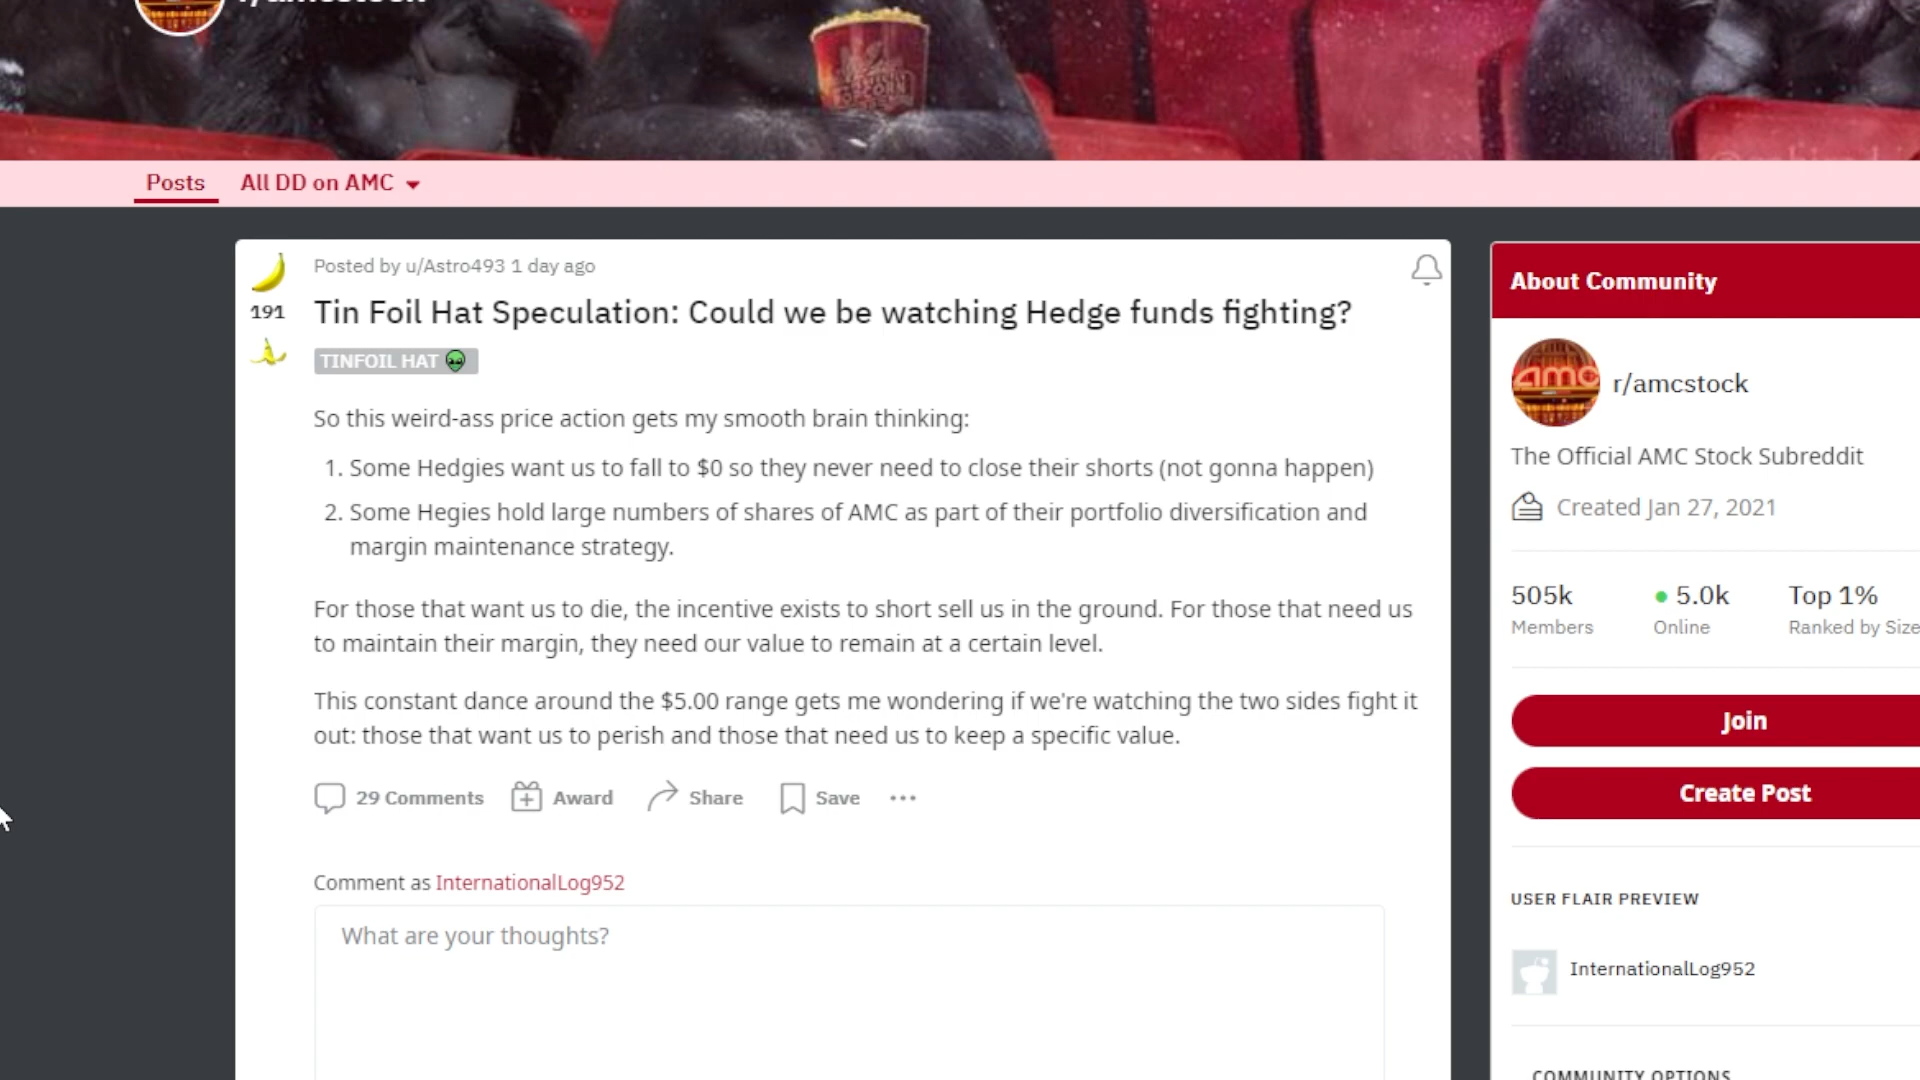 Posts
All DD on AMC
Posted by u/Astro493 1 day ago
191
Tin Foil Hat Speculation: Could we be watching Hedge funds fighting?
TINFOIL HAT
So this weird-ass price action gets my smooth brain thinking:
1. Some Hedgies want us to fall to $0 so they never need to close their shorts (not gonna happen)
2. Some Hegies hold large numbers of shares of AMC as part of their portfolio diversification and
margin maintenance strategy.
For those that want us to die, the incentive exists to short sell us in the ground. For those that need us
to maintain their margin, they need our value to remain at a certain level.
This constant dance around the $5.00 range gets me wondering if we're watching the two sides fight it
out: those that want us to perish and those that need us to keep a specific value.
29 Comments
Award
Share
Save
Comment as InternationalLog952
What are your thoughts?
About Community
amc
r/amcstock
The Official AMC Stock Subreddit
Created Jan 27, 2021
505k
5.0k
Top 1%
Members
Online
Ranked by Size
Join
Create Post
USER FLAIR PREVIEW
InternationalLog952
COMMUNITY OPTIONS